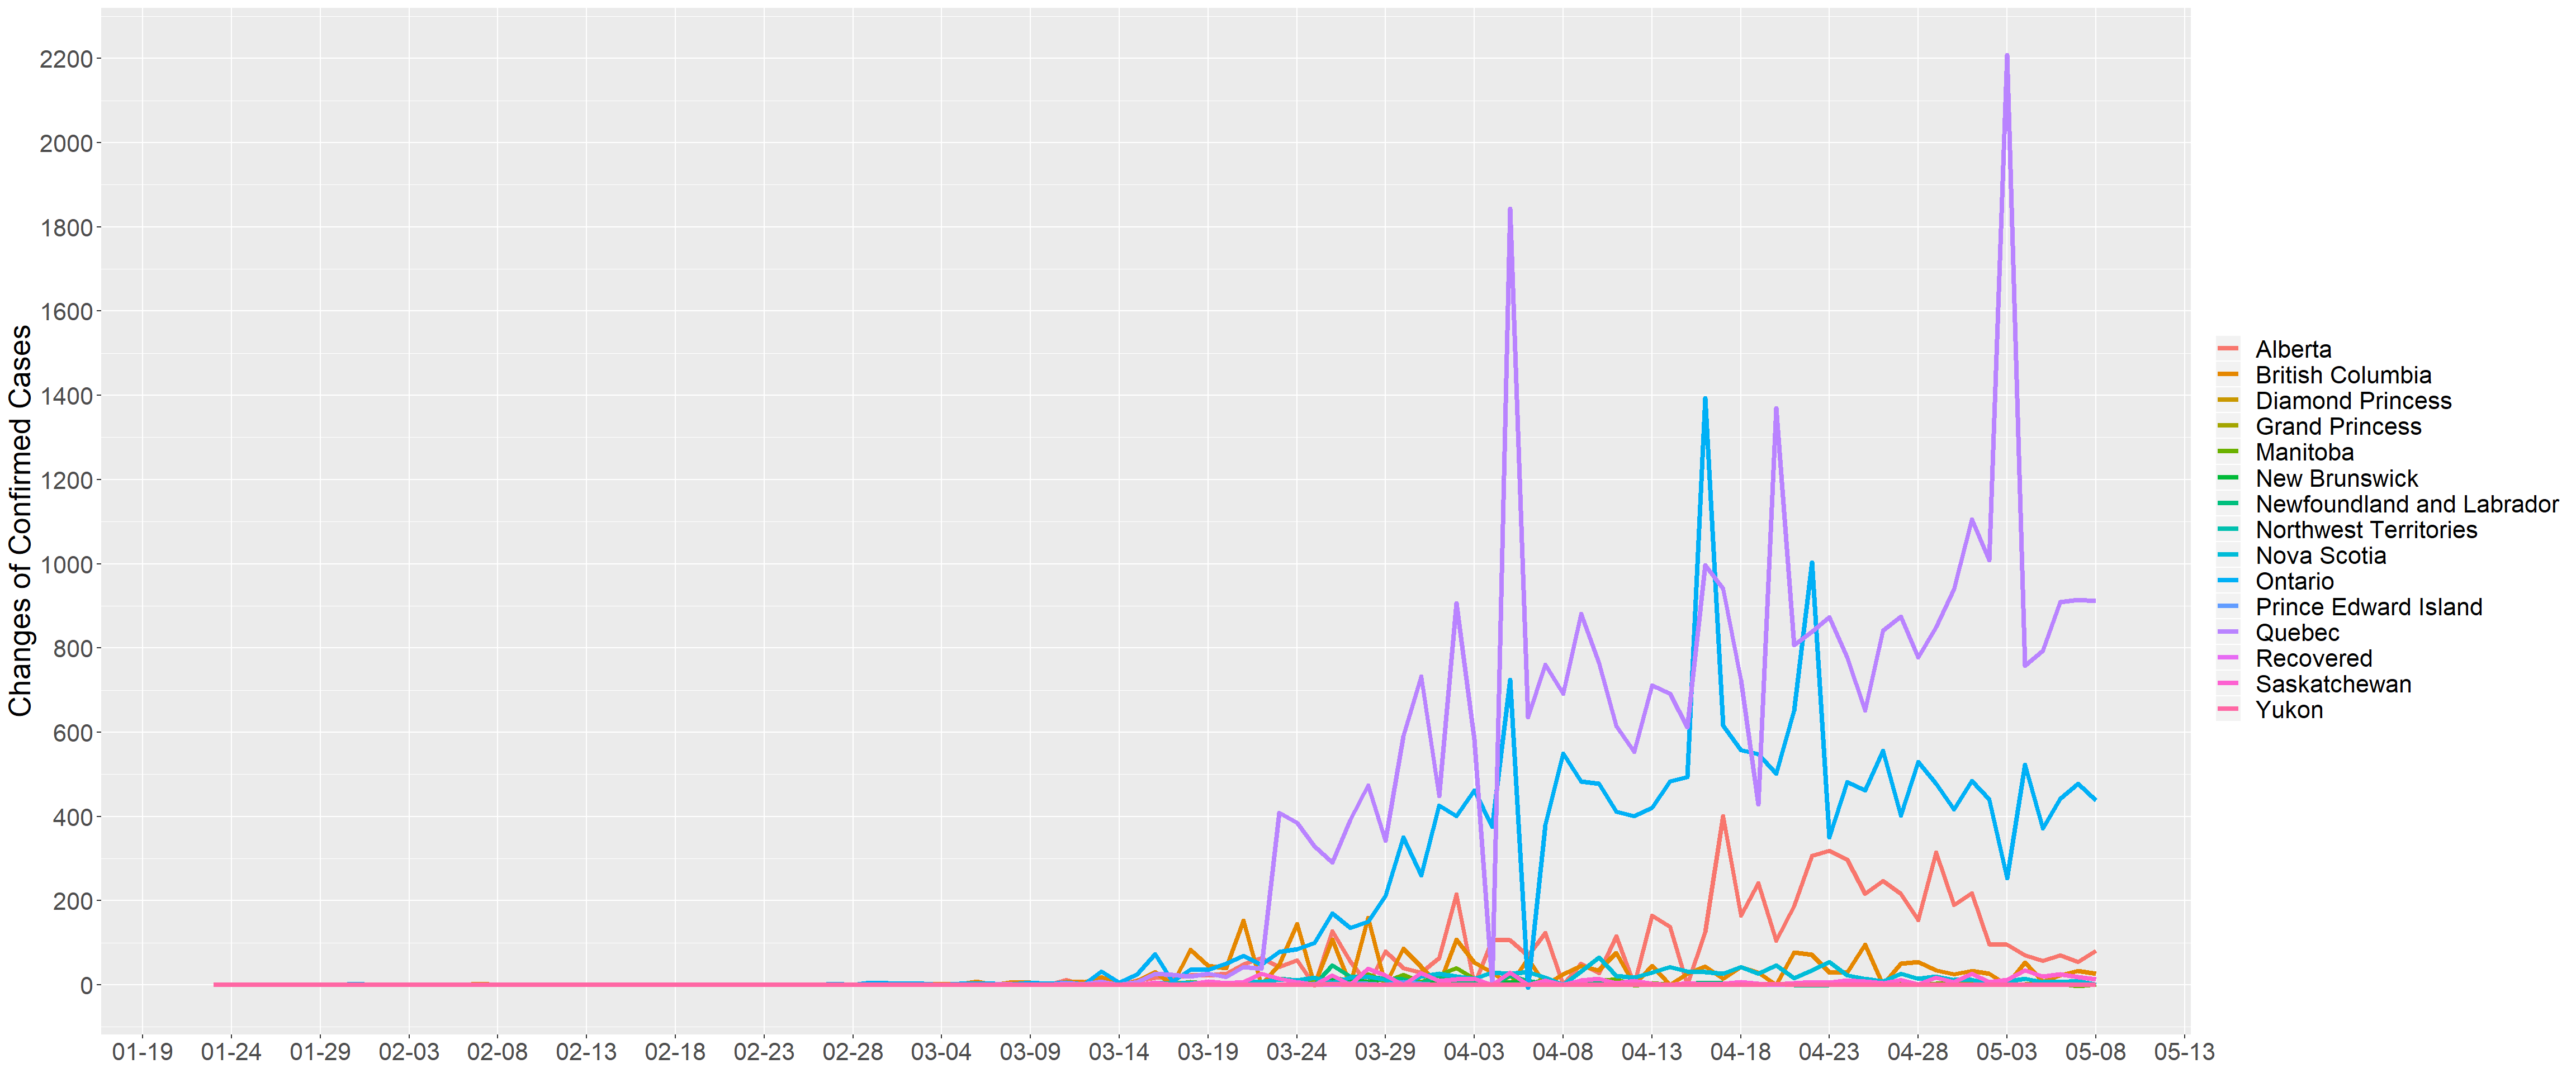 Changes of Confirmed Cases
2200
2000
1800
1600
1400
1200
1000
800
600
400
200
0
01-19 01-24 01-29 02-03 02-08 02-13 02-18 02-23 02-28 03-04 03-09 03-14 03-19 03-24 03-29 04-03 04-08 04-13 04-18 04-23 04-28 05-03 05-08 05-13
Alberta
British Columbia
Diamond Princess
Grand Princess
Manitoba
New Brunswick
Newfoundland and Labrador
Northwest Territories
Nova Scotia
Ontario
Prince Edward Island
Quebec
Recovered
Saskatchewan
Yukon